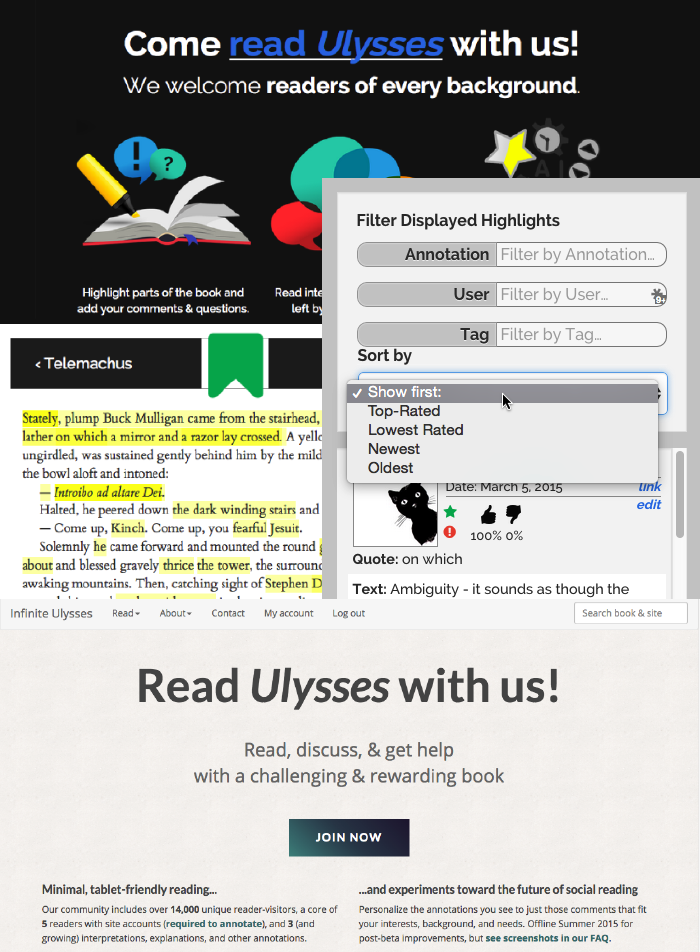 Come read Ulysses with us!
We welcome readers of every background.
!
?
Highlight parts of the book and
add your comments & questions.
Read inte
left by
Filter Displayed Highlights
Annotation Filter by Annotation...
User Filter by User...
9+
Tag Filter by Tag...
Sort by
✓ Show first:
Top-Rated
Lowest Rated
Newest
Oldest
Date: March 5, 2015
link
edit
100% 0%
Quote: on which
Text: Ambiguity - it sounds as though the
‹ Telemachus
Stately, plump Buck Mulligan came from the stairhead,
lather on which a mirror and a razor lay crossed. A yello
ungirdled, was sustained gently behind him by the mild
the bowl aloft and intoned:
— Introibo ad altare Dei.
Halted, he peered down the dark winding stairs and
— Come up, Kinch. Come up, you fearful Jesuit.
Solemnly he came forward and mounted the round g
about and blessed gravely thrice the tower, the surroun
awaking mountains. Then, catching sight of Stephen D
Infinite Ulysses Read About Contact My account Log out Search book & site
Read Ulysses with us!
Read, discuss, & get help
with a challenging & rewarding book
JOIN NOW
Minimal, tablet-friendly reading...
Our community includes over 14,000 unique reader-visitors, a core of
5 readers with site accounts (required to annotate), and 3 (and
growing) interpretations, explanations, and other annotations.
...and experiments toward the future of social reading
Personalize the annotations you see to just those comments that fit
your interests, background, and needs. Offline Summer 2015 for
post-beta improvements, but see screenshots in our FAQ.